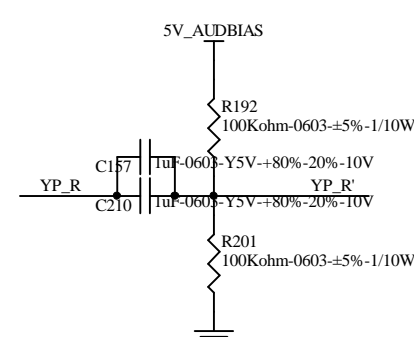 5V_AUDBIAS
R192
100Kohm-0603-±5%-1/10W
C157
1uF-0603-Y5V-+80%-20%-10V
YP_R
YP_R'
C210
1uF-0603-Y5V-+80%-20%-10V
R201
100Kohm-0603-±5%-1/10W